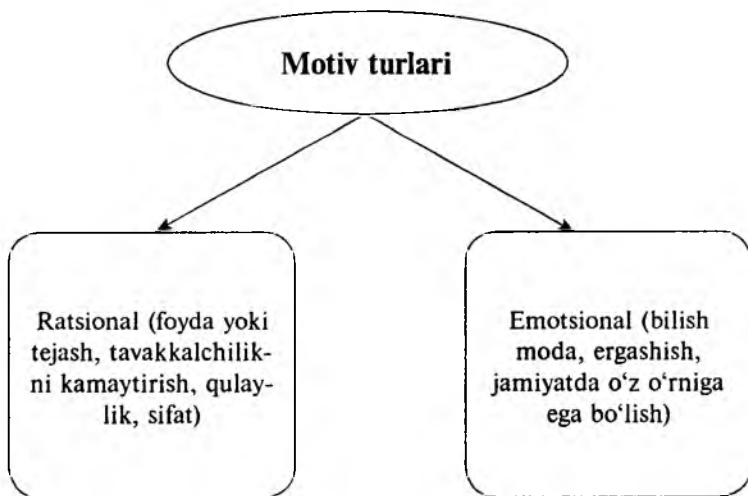 Motiv turlari
Ratsional (foyda yoki
tejash, tavakkalchilik-
ni kamaytirish, qulay-
lik, sifat)
Emotsional (bilish
moda, ergashish,
jamiyatda o‘z o‘rniga
ega bo‘lish)